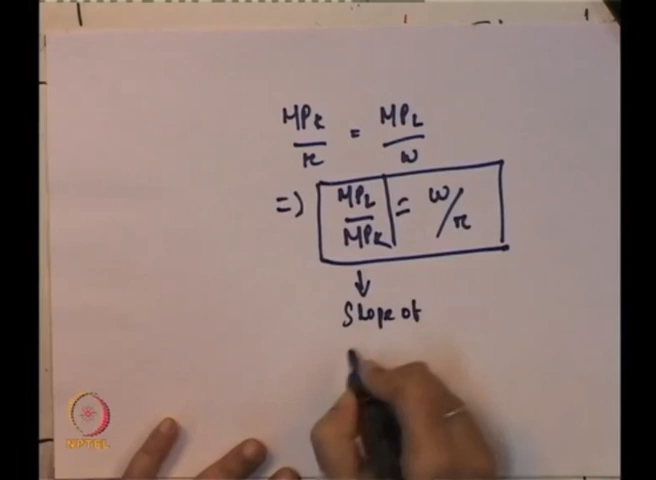 MPK/r = MPL/w
=) MPL/MPK = w/r
↓
Slope of
NPTEL